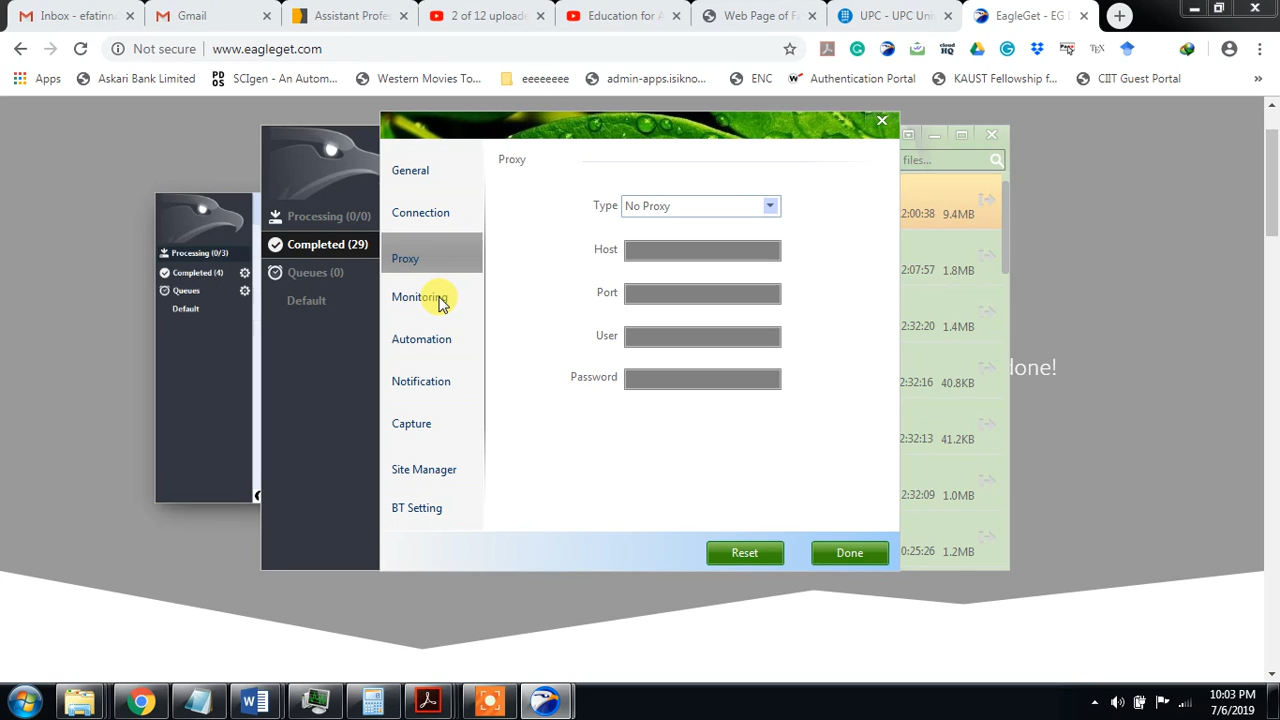 Inbox - efatinn
Gmail
Assistant Profes
2 of 12 uploade
Education for A
Web Page of Fa
UPC - UPC Uni
EagleGet - EG D
Not secure
www.eagleget.com
Apps
Askari Bank Limited
PD OS
SCIgen - An Autom...
Western Movies To...
eeeeeeee
admin-apps.isikno...
ENC
Authentication Portal
KAUST Fellowship f...
CIIT Guest Portal
»
Processing (0/3)
Completed (4)
Queues
Default
Processing (0/0)
Completed (29)
Queues (0)
Default
General
Connection
Proxy
Monitoring
Automation
Notification
Capture
Site Manager
BT Setting
Proxy
Type No Proxy
Host
Port
User
Password
Reset
Done
files...
2:00:38 9.4MB
2:07:57 1.8MB
2:32:20 1.4MB
2:32:16 40.8KB
2:32:13 41.2KB
2:32:09 1.0MB
0:25:26 1.2MB
done!
10:03 PM
7/6/2019